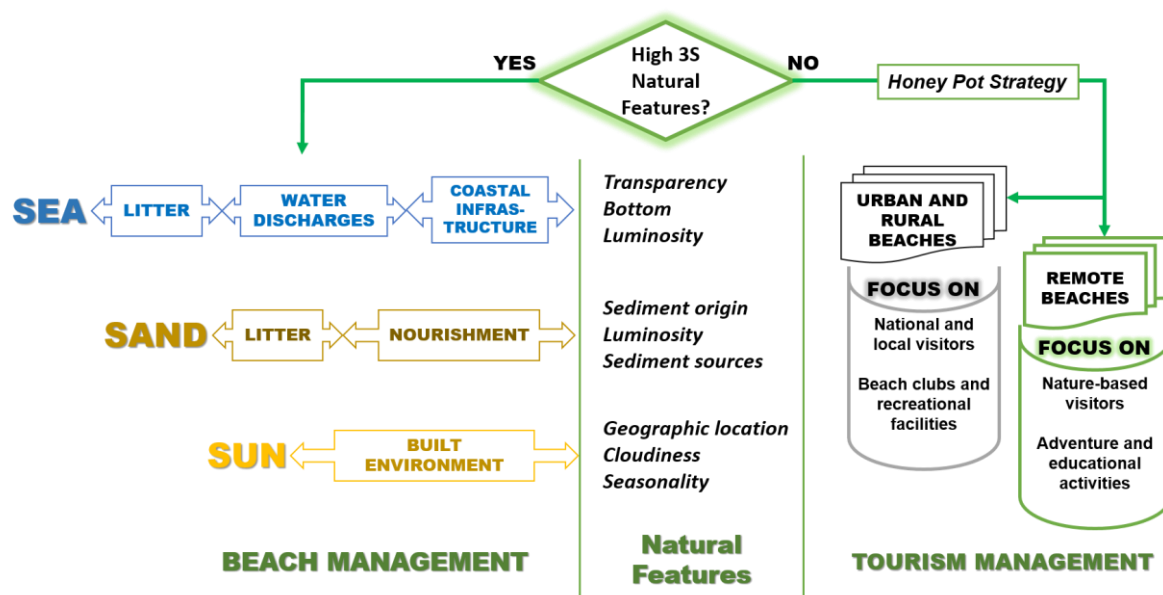 High 3S
Natural
Features?
YES
NO
Honey Pot Strategy
SEA
LITTER
WATER
DISCHARGES
COASTAL
INFRAS-
TRUCTURE
Transparency
Bottom
Luminosity
SAND
LITTER
NOURISHMENT
Sediment origin
Luminosity
Sediment sources
SUN
BUILT
ENVIRONMENT
Geographic location
Cloudiness
Seasonality
URBAN AND
RURAL
BEACHES
FOCUS ON
National and
local visitors
Beach clubs and
recreational
facilities
REMOTE
BEACHES
FOCUS ON
Nature-based
visitors
Adventure and
educational
activities
BEACH MANAGEMENT
Natural
Features
TOURISM MANAGEMENT